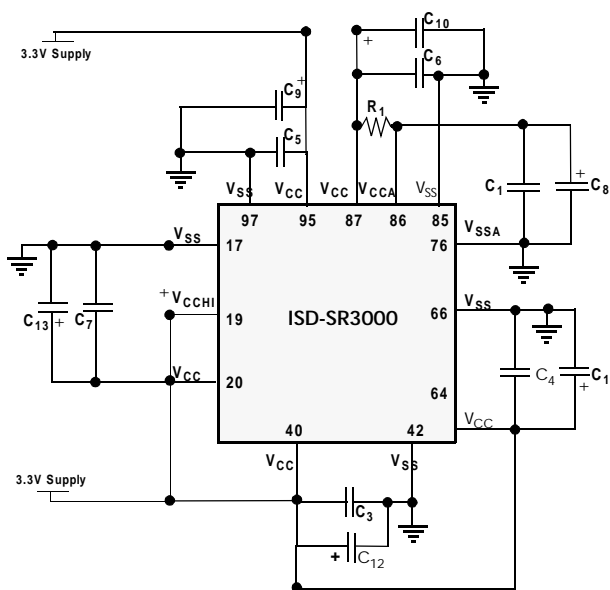 C10
+
3.3V Supply
C6
C9 +
R1
C5
+
C1
C8
VSS VCC VCC VCCA VSS
97 95 87 86 85
VSS
17
76
VSSA
+ VCCHI
19
ISD-SR3000
66
VSS
C13 +
C7
VCC
20
64
C4
C1
+
VCC
40
42
VCC
VSS
3.3V Supply
C3
+ C12